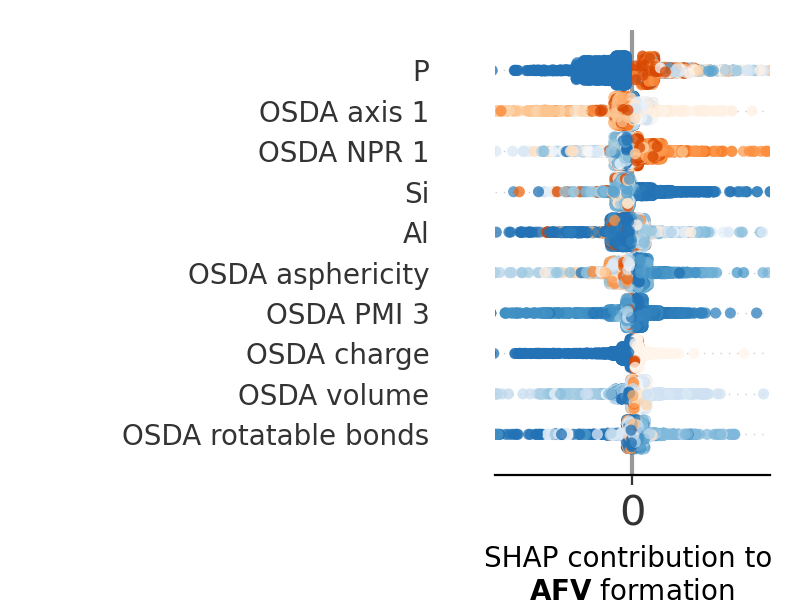 P
OSDA axis 1
OSDA NPR 1
Si
Al
OSDA asphericity
OSDA PMI 3
OSDA charge
OSDA volume
OSDA rotatable bonds
0
SHAP contribution to
AFV formation